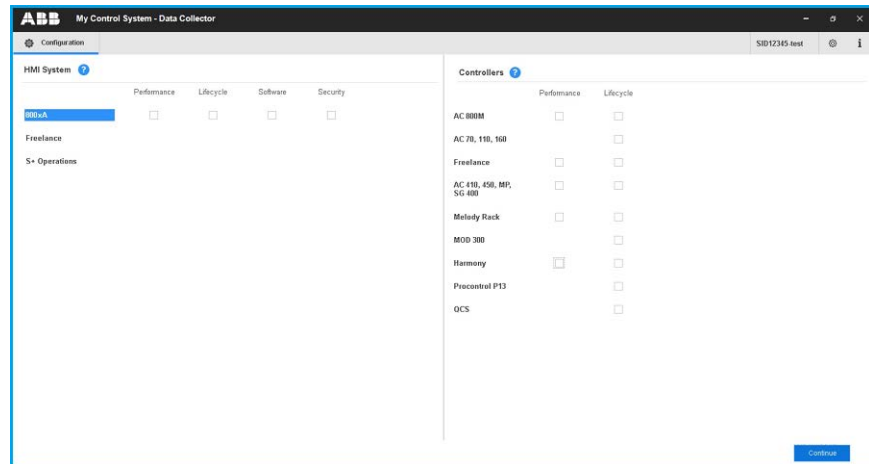 ABB My Control System - Data Collector
Configuration
SID12345-test
i
HMI System ?
Performance Lifecycle Software Security
800xA
Freelance
S+ Operations
Controllers ?
Performance Lifecycle
AC 800M
AC 70, 110, 160
Freelance
AC 410, 450, MP,
SG 400
Melody Rack
MOD 300
Harmony
Procontrol P13
QCS
Continue